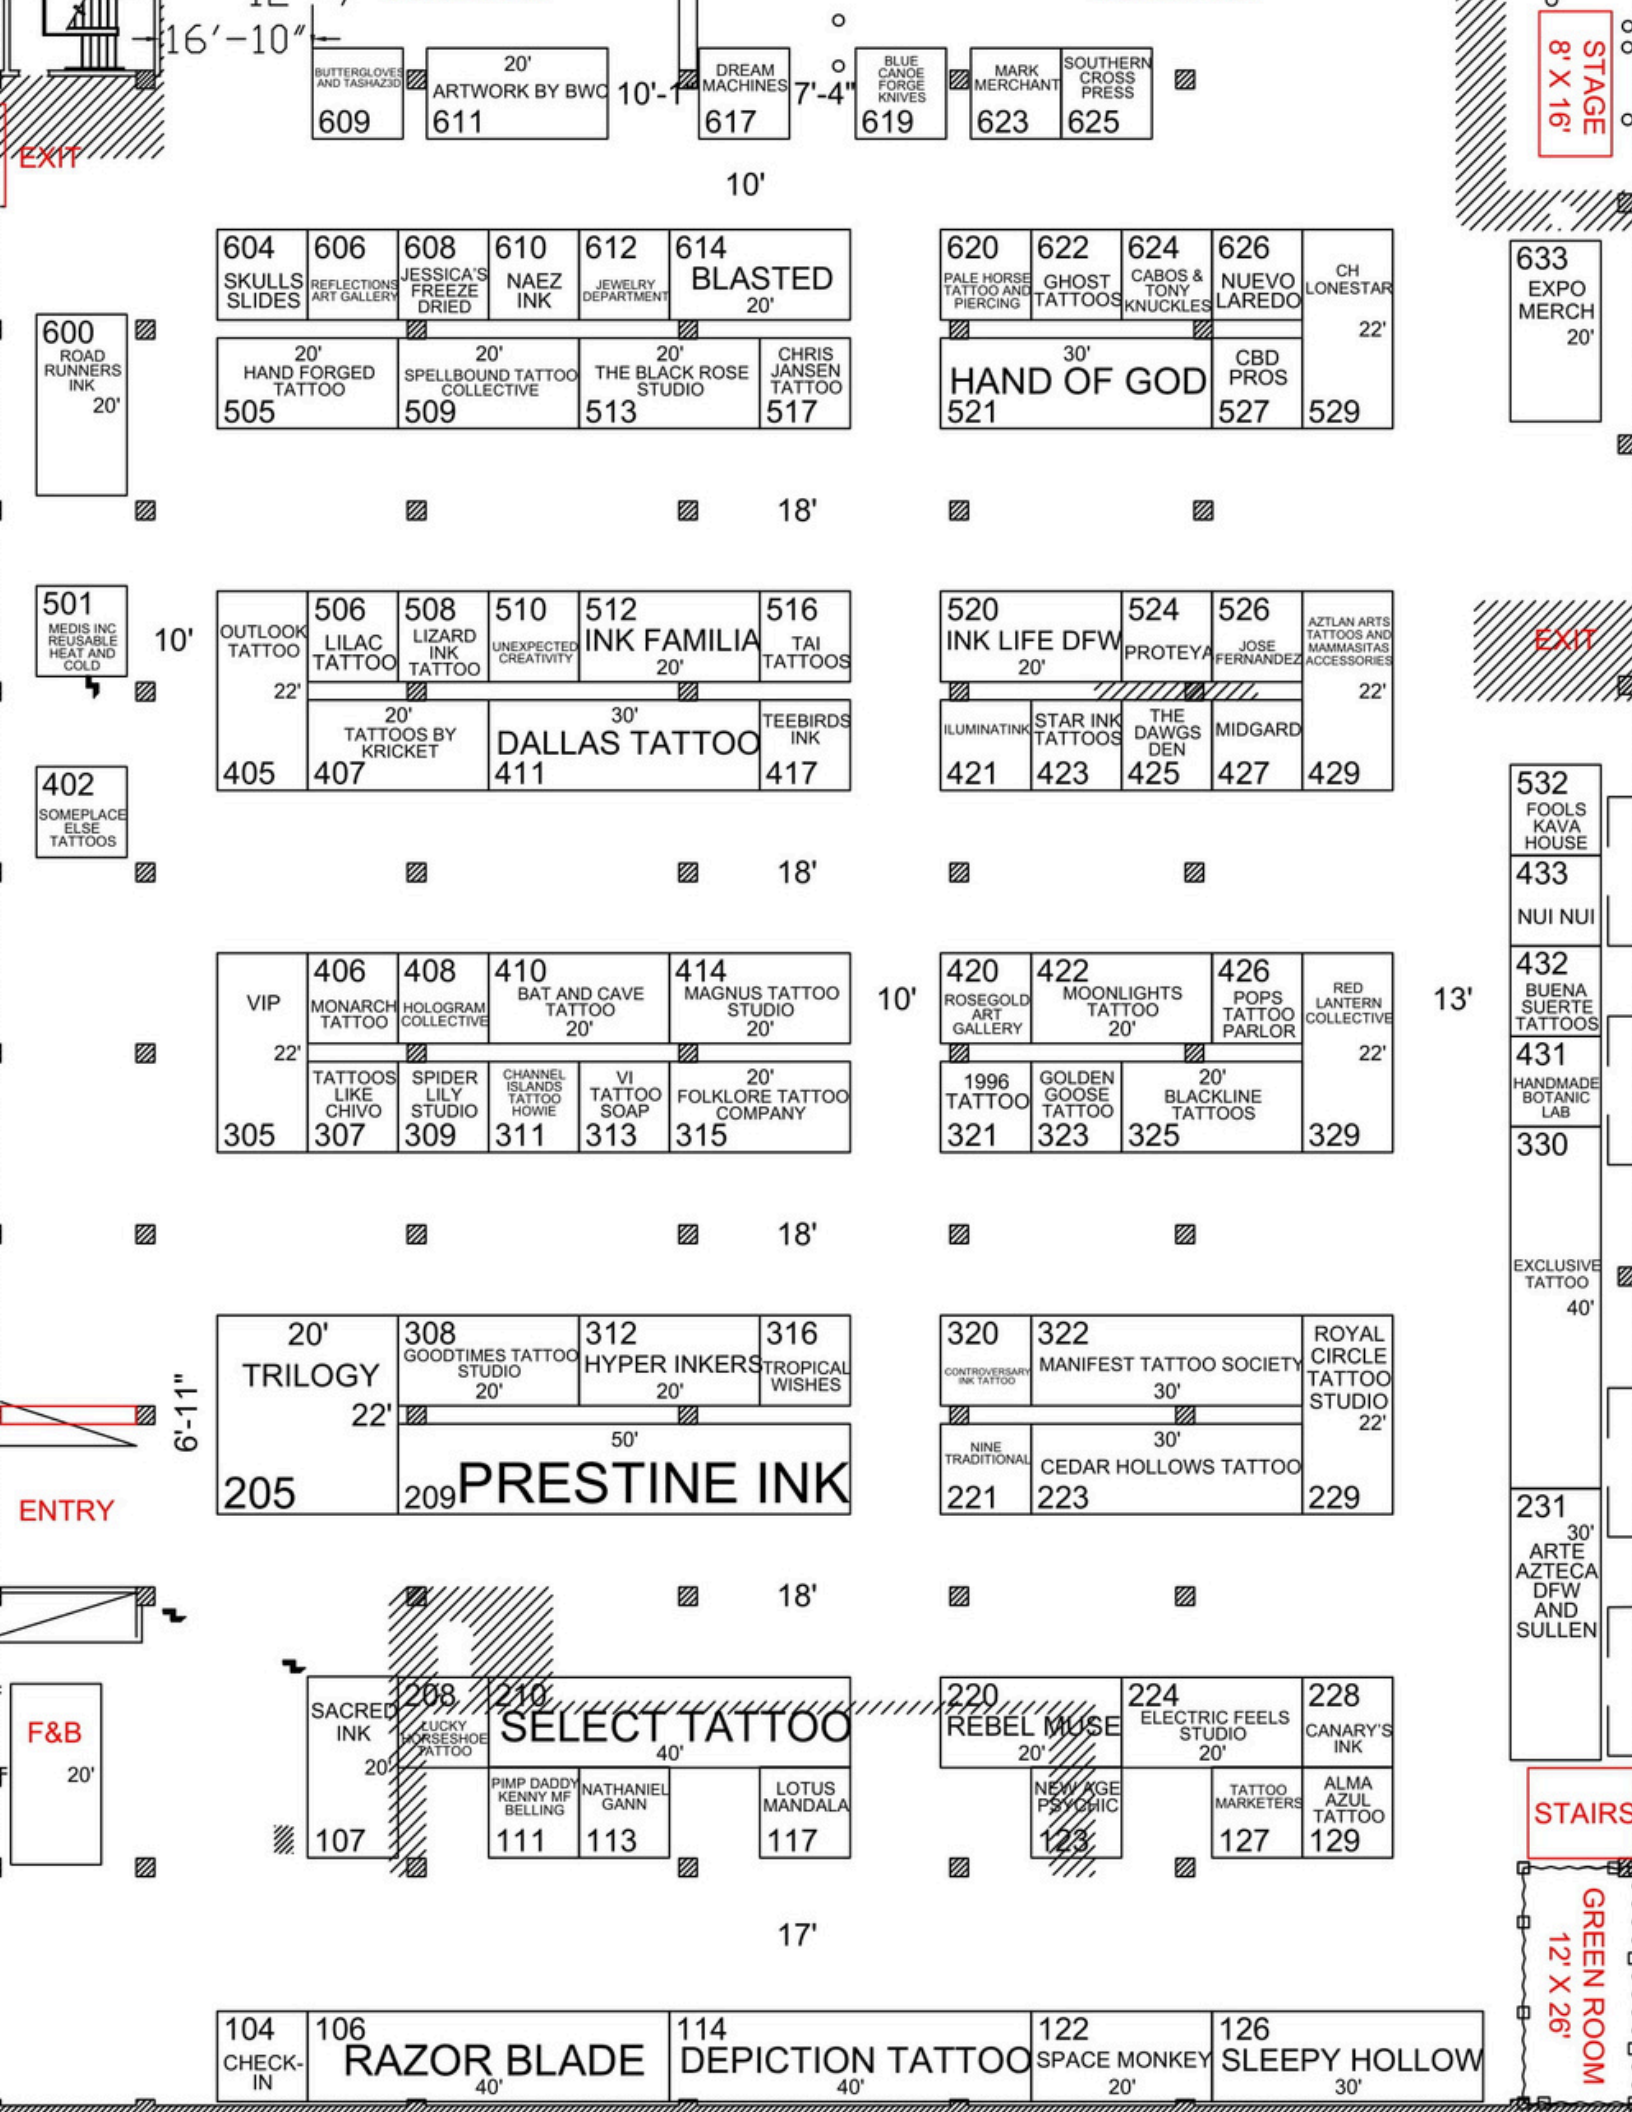 16'-10"
BUTTERGLOVES
AND TASHAZ3D
609
20'
ARTWORK BY BWC
611
10'-1
DREAM
MACHINES
617
7'-4"
BLUE
CANOE
FORGE
KNIVES
619
MARK
MERCHANT
623
SOUTHERN
CROSS
PRESS
625
STAGE
8' X 16'
EXIT
10'
604
SKULLS
SLIDES
606
REFLECTIONS
ART GALLERY
608
JESSICA'S
FREEZE
DRIED
610
NAEZ
INK
612
JEWELRY
DEPARTMENT
614
BLASTED
20'
620
PALE HORSE
TATTOO AND
PIERCING
622
GHOST
TATTOOS
624
CABOS &
TONY
KNUCKLES
626
NUEVO
LAREDO
CH
LONESTAR
22'
529
633
EXPO
MERCH
20'
600
ROAD
RUNNERS
INK
20'
20'
HAND FORGED
TATTOO
505
20'
SPELLBOUND TATTOO
COLLECTIVE
509
20'
THE BLACK ROSE
STUDIO
513
CHRIS
JANSEN
TATTOO
517
30'
HAND OF GOD
521
CBD
PROS
527
18'
501
MEDIS INC
REUSABLE
HEAT AND
COLD
10'
OUTLOOK
TATTOO
22'
405
506
LILAC
TATTOO
508
LIZARD
INK
TATTOO
510
UNEXPECTED
CREATIVITY
512
INK FAMILIA
20'
516
TAI
TATTOOS
520
INK LIFE DFW
20'
524
PROTEYA
526
JOSE
FERNANDEZ
AZTLAN ARTS
TATTOOS AND
MAMMASITAS
ACCESSORIES
22'
429
EXIT
20'
TATTOOS BY
KRICKET
407
30'
DALLAS TATTOO
411
TEEBIRDS
INK
417
ILUMINATINK
421
STAR INK
TATTOOS
423
THE
DAWGS
DEN
425
MIDGARD
427
402
SOMEPLACE
ELSE
TATTOOS
18'
532
FOOLS
KAVA
HOUSE
433
NUI NUI
432
BUENA
SUERTE
TATTOOS
431
HANDMADE
BOTANIC
LAB
330
EXCLUSIVE
TATTOO
40'
231
30'
ARTE
AZTECA
DFW
AND
SULLEN
VIP
22'
305
406
MONARCH
TATTOO
408
HOLOGRAM
COLLECTIVE
410
BAT AND CAVE
TATTOO
20'
414
MAGNUS TATTOO
STUDIO
20'
10'
420
ROSEGOLD
ART
GALLERY
422
MOONLIGHTS
TATTOO
20'
426
POPS
TATTOO
PARLOR
RED
LANTERN
COLLECTIVE
22'
329
13'
TATTOOS
LIKE
CHIVO
307
SPIDER
LILY
STUDIO
309
CHANNEL
ISLANDS
TATTOO
HOWIE
311
VI
TATTOO
SOAP
313
20'
FOLKLORE TATTOO
COMPANY
315
1996
TATTOO
321
GOLDEN
GOOSE
TATTOO
323
20'
BLACKLINE
TATTOOS
325
18'
6'-11"
20'
TRILOGY
22'
205
308
GOODTIMES TATTOO
STUDIO
20'
312
HYPER INKERS
20'
316
TROPICAL
WISHES
320
CONTROVERSARY
INK TATTOO
322
MANIFEST TATTOO SOCIETY
30'
ROYAL
CIRCLE
TATTOO
STUDIO
22'
229
50'
209 PRESTINE INK
NINE
TRADITIONAL
221
30'
CEDAR HOLLOWS TATTOO
223
ENTRY
18'
F&B
20'
SACRED
INK
20'
107
208
LUCKY
HORSESHOE
TATTOO
210
SELECT TATTOO
40'
220
REBEL MUSE
20'
224
ELECTRIC FEELS
STUDIO
20'
228
CANARY'S
INK
PIMP DADDY
KENNY MF
BELLING
111
NATHANIEL
GANN
113
LOTUS
MANDALA
117
NEW AGE
PSYCHIC
123
TATTOO
MARKETERS
127
ALMA
AZUL
TATTOO
129
STAIRS
GREEN ROOM
12' X 26'
17'
104
CHECK-
IN
106
RAZOR BLADE
40'
114
DEPICTION TATTOO
40'
122
SPACE MONKEY
20'
126
SLEEPY HOLLOW
30'